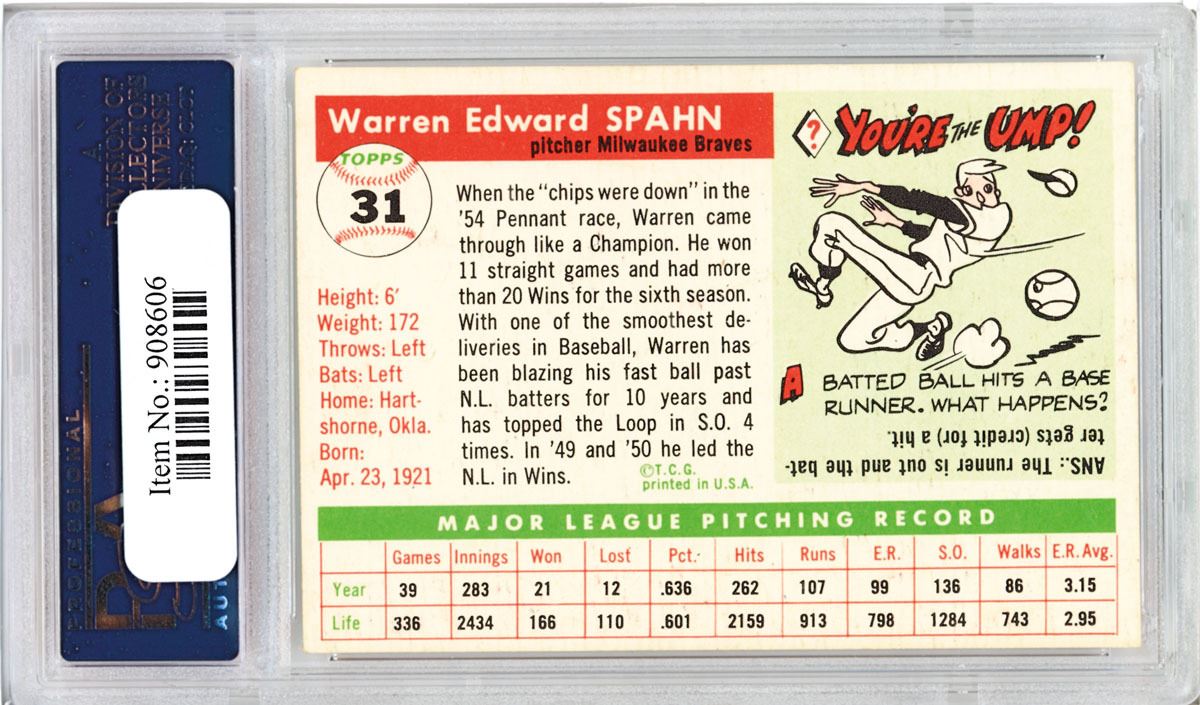 A
DIVISION OF
COLLECTORS
UNIVERSE
PROFESSIONAL
PSA
AUT
Item No.: 908606
Warren Edward SPAHN
pitcher Milwaukee Braves
TOPPS
31
Height: 6′
Weight: 172
Throws: Left
Bats: Left
Home: Hart-
shorne, Okla.
Born:
Apr. 23, 1921
When the “chips were down” in the
’54 Pennant race, Warren came
through like a Champion. He won
11 straight games and had more
than 20 Wins for the sixth season.
With one of the smoothest de-
liveries in Baseball, Warren has
been blazing his fast ball past
N.L. batters for 10 years and
has topped the Loop in S.O. 4
times. In ’49 and ’50 he led the
N.L. in Wins.
©T.C.G.
printed in U.S.A.
? YOU'RE THE UMP!
A BATTED BALL HITS A BASE
RUNNER. WHAT HAPPENS?
ANS.: The runner is out and the bat-
ter gets (credit for) a hit.
MAJOR LEAGUE PITCHING RECORD
Games Innings Won Lost Pct. Hits Runs E.R. S.O. Walks E.R. Avg.
Year 39 283 21 12 .636 262 107 99 136 86 3.15
Life 336 2434 166 110 .601 2159 913 798 1284 743 2.95